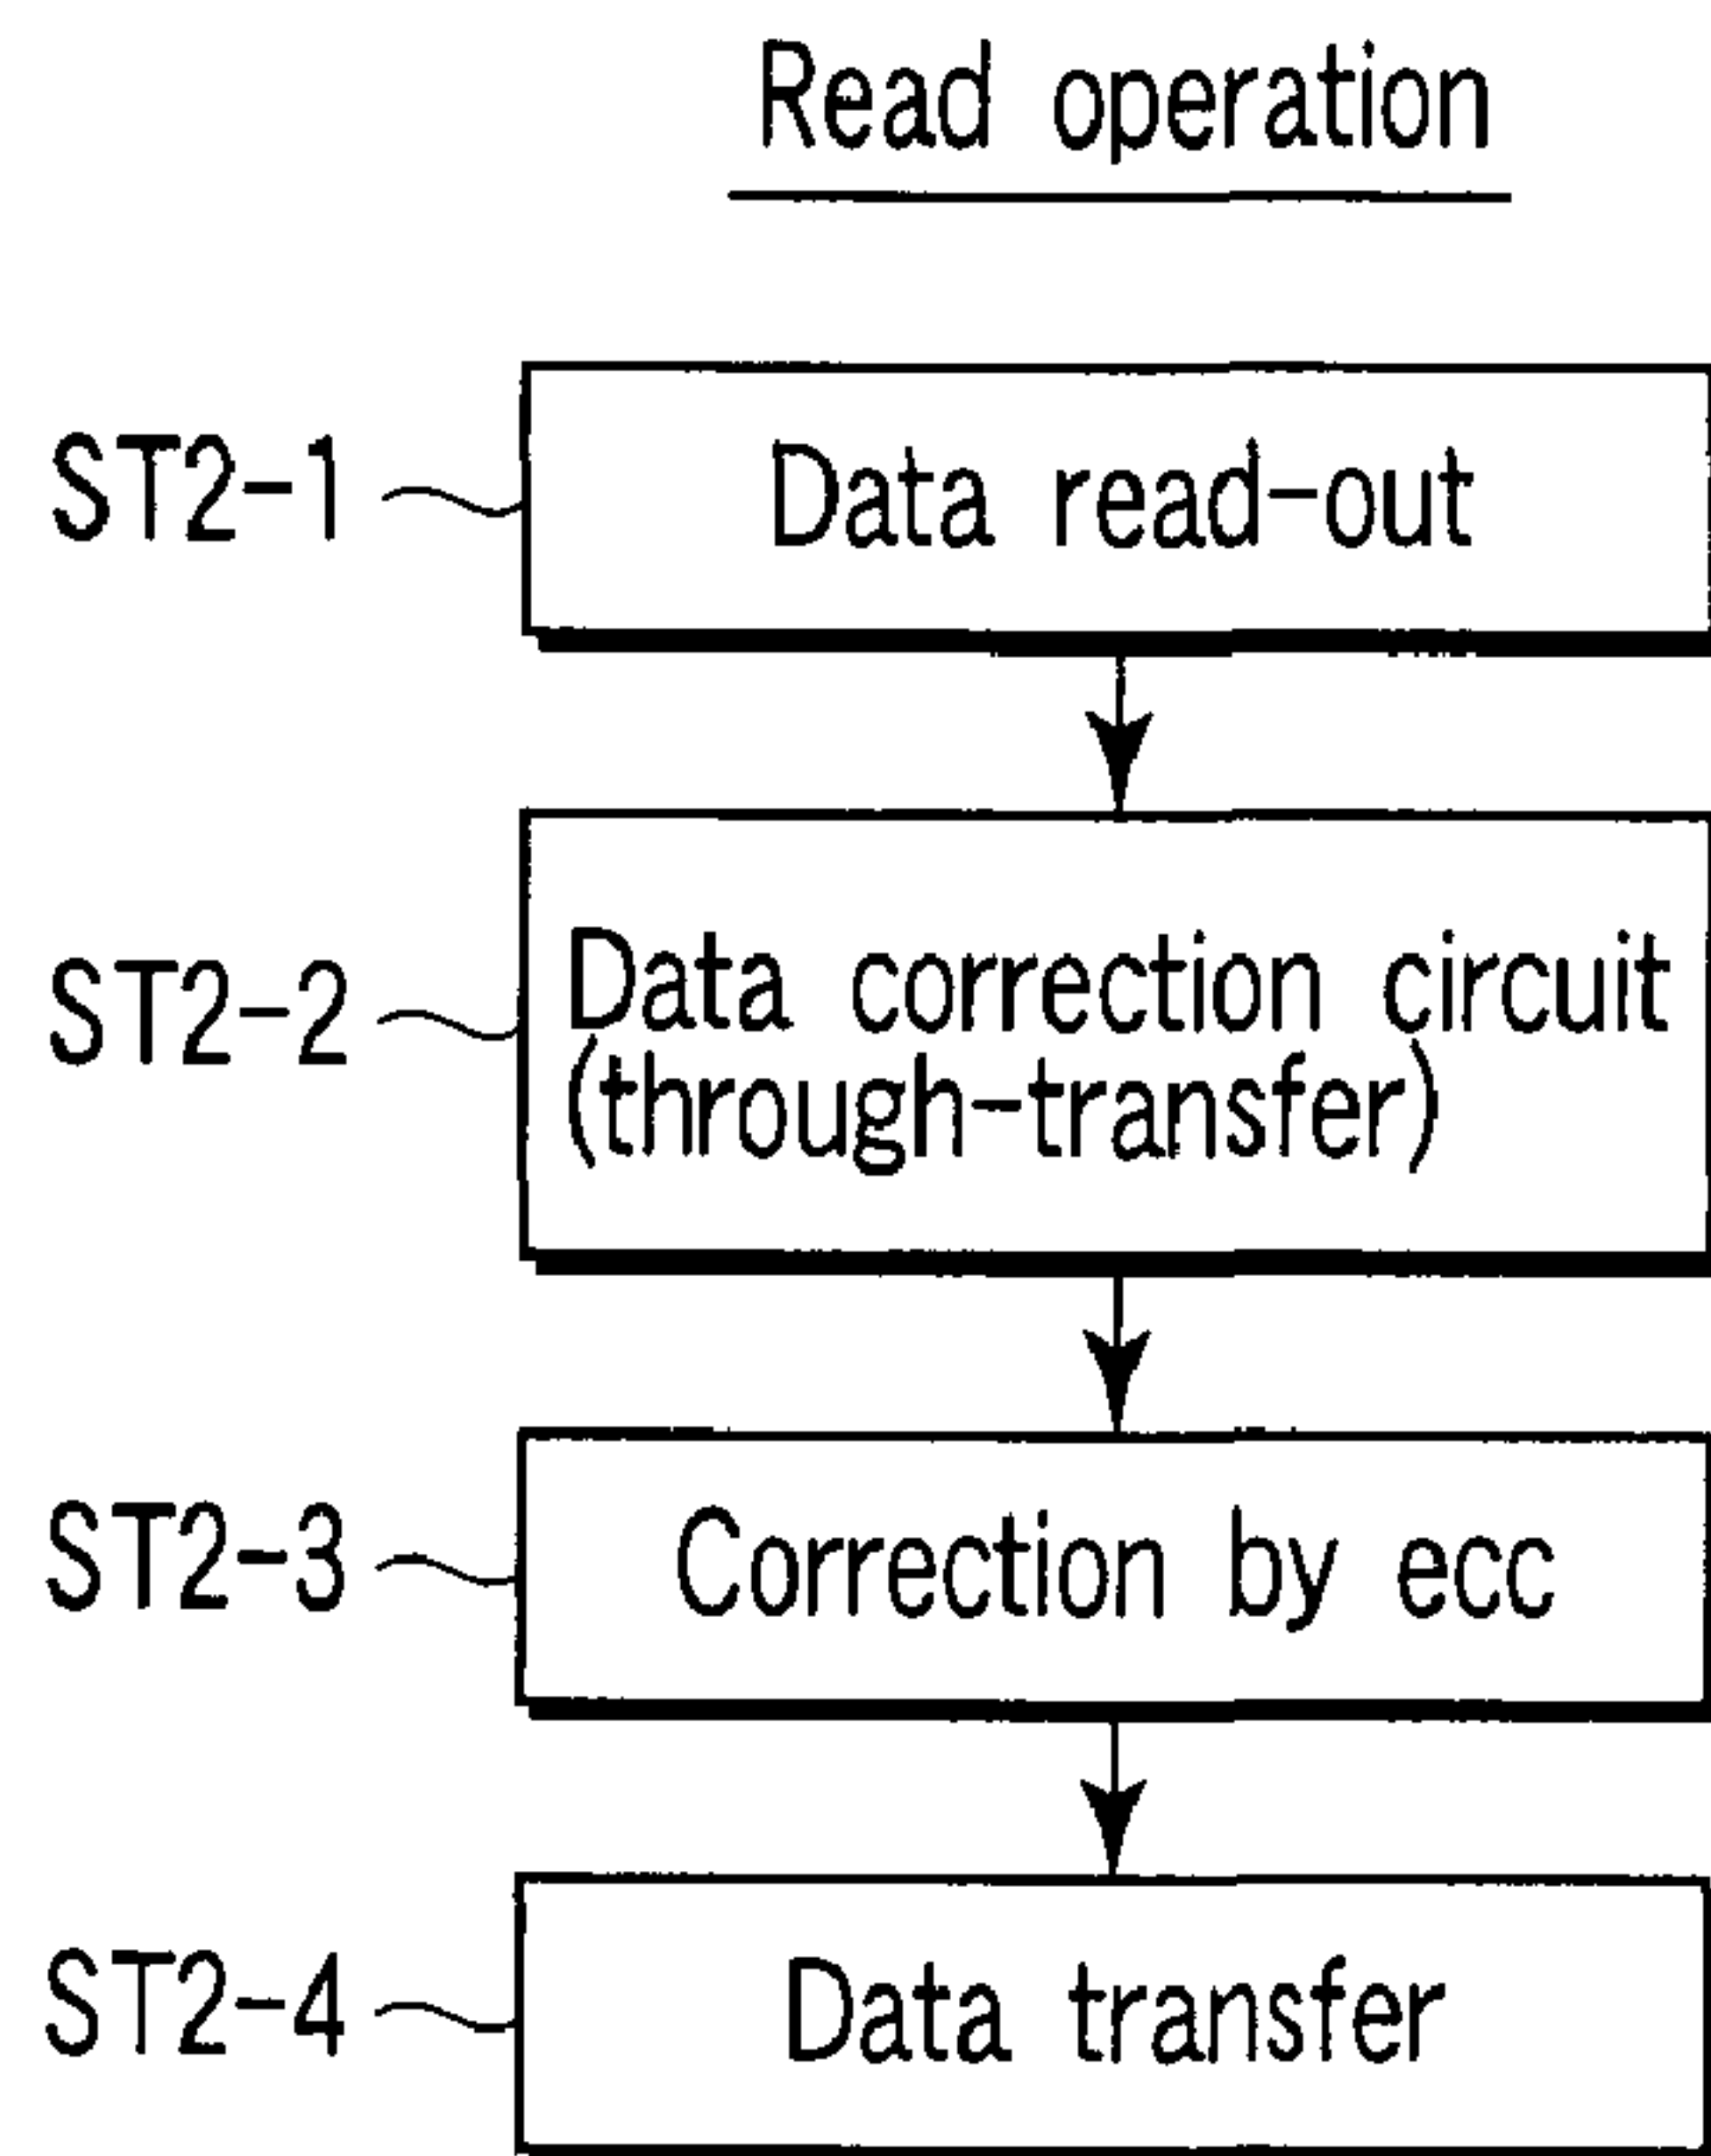 Read operation
ST2-1
Data read-out
ST2-2
Data correction circuit
(through-transfer)
ST2-3
Correction by ecc
ST2-4
Data transfer